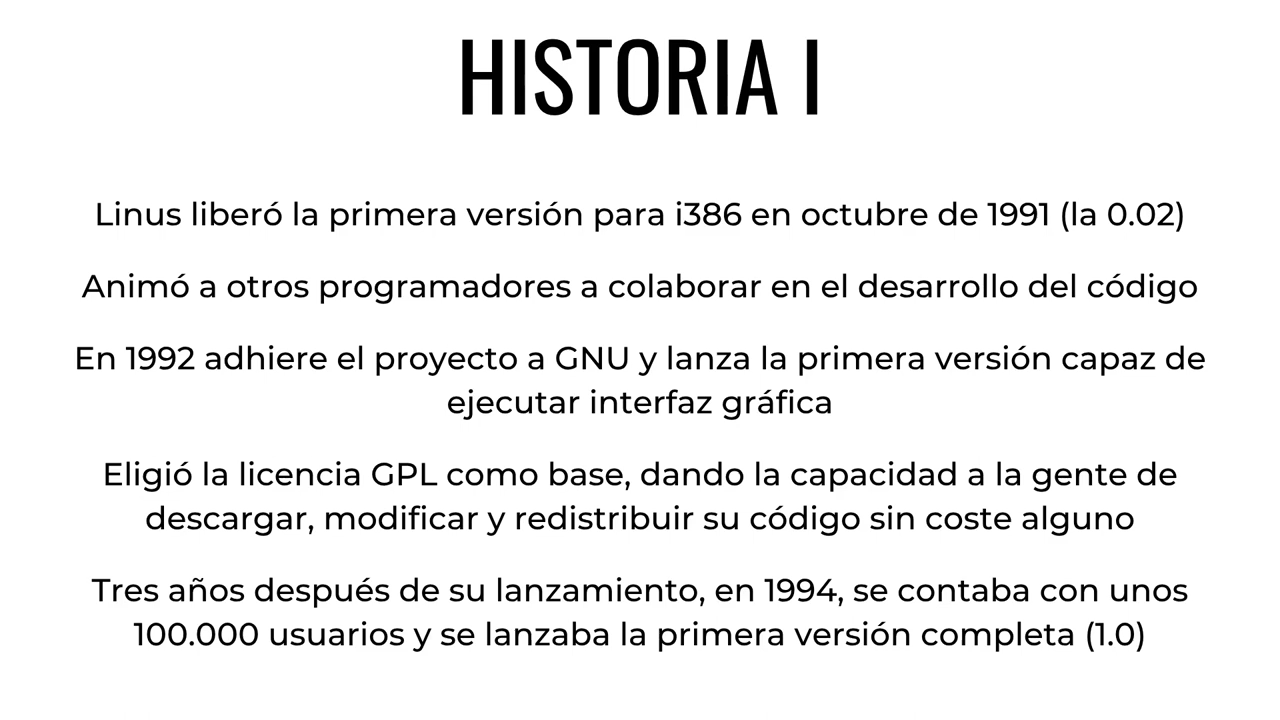 HISTORIA I
Linus liberó la primera versión para i386 en octubre de 1991 (la 0.02)
Animó a otros programadores a colaborar en el desarrollo del código
En 1992 adhiere el proyecto a GNU y lanza la primera versión capaz de
ejecutar interfaz gráfica
Eligió la licencia GPL como base, dando la capacidad a la gente de
descargar, modificar y redistribuir su código sin coste alguno
Tres años después de su lanzamiento, en 1994, se contaba con unos
100.000 usuarios y se lanzaba la primera versión completa (1.0)